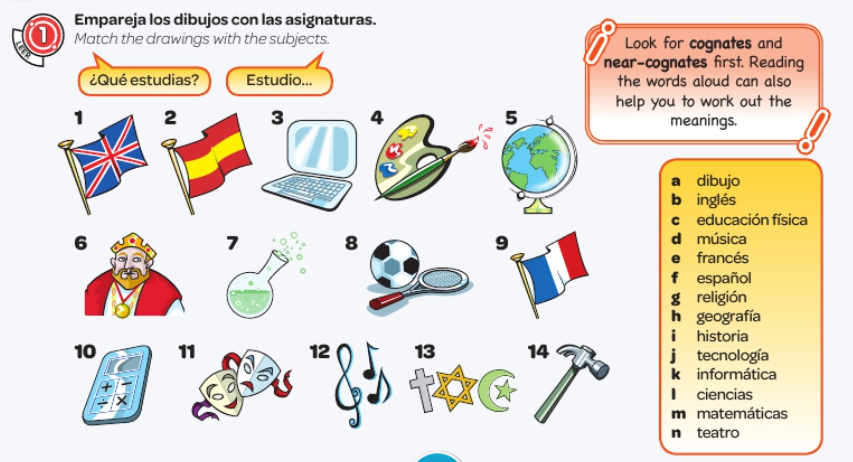 1
LEER
Empareja los dibujos con las asignaturas.
Match the drawings with the subjects.
¿Qué estudias?
Estudio...
Look for cognates and
near-cognates first. Reading
the words aloud can also
help you to work out the
meanings.
1
2
3
4
5
6
7
8
9
10
11
12
13
14
a dibujo
b inglés
c educación física
d música
e francés
f español
g religión
h geografía
i historia
j tecnología
k informática
l ciencias
m matemáticas
n teatro